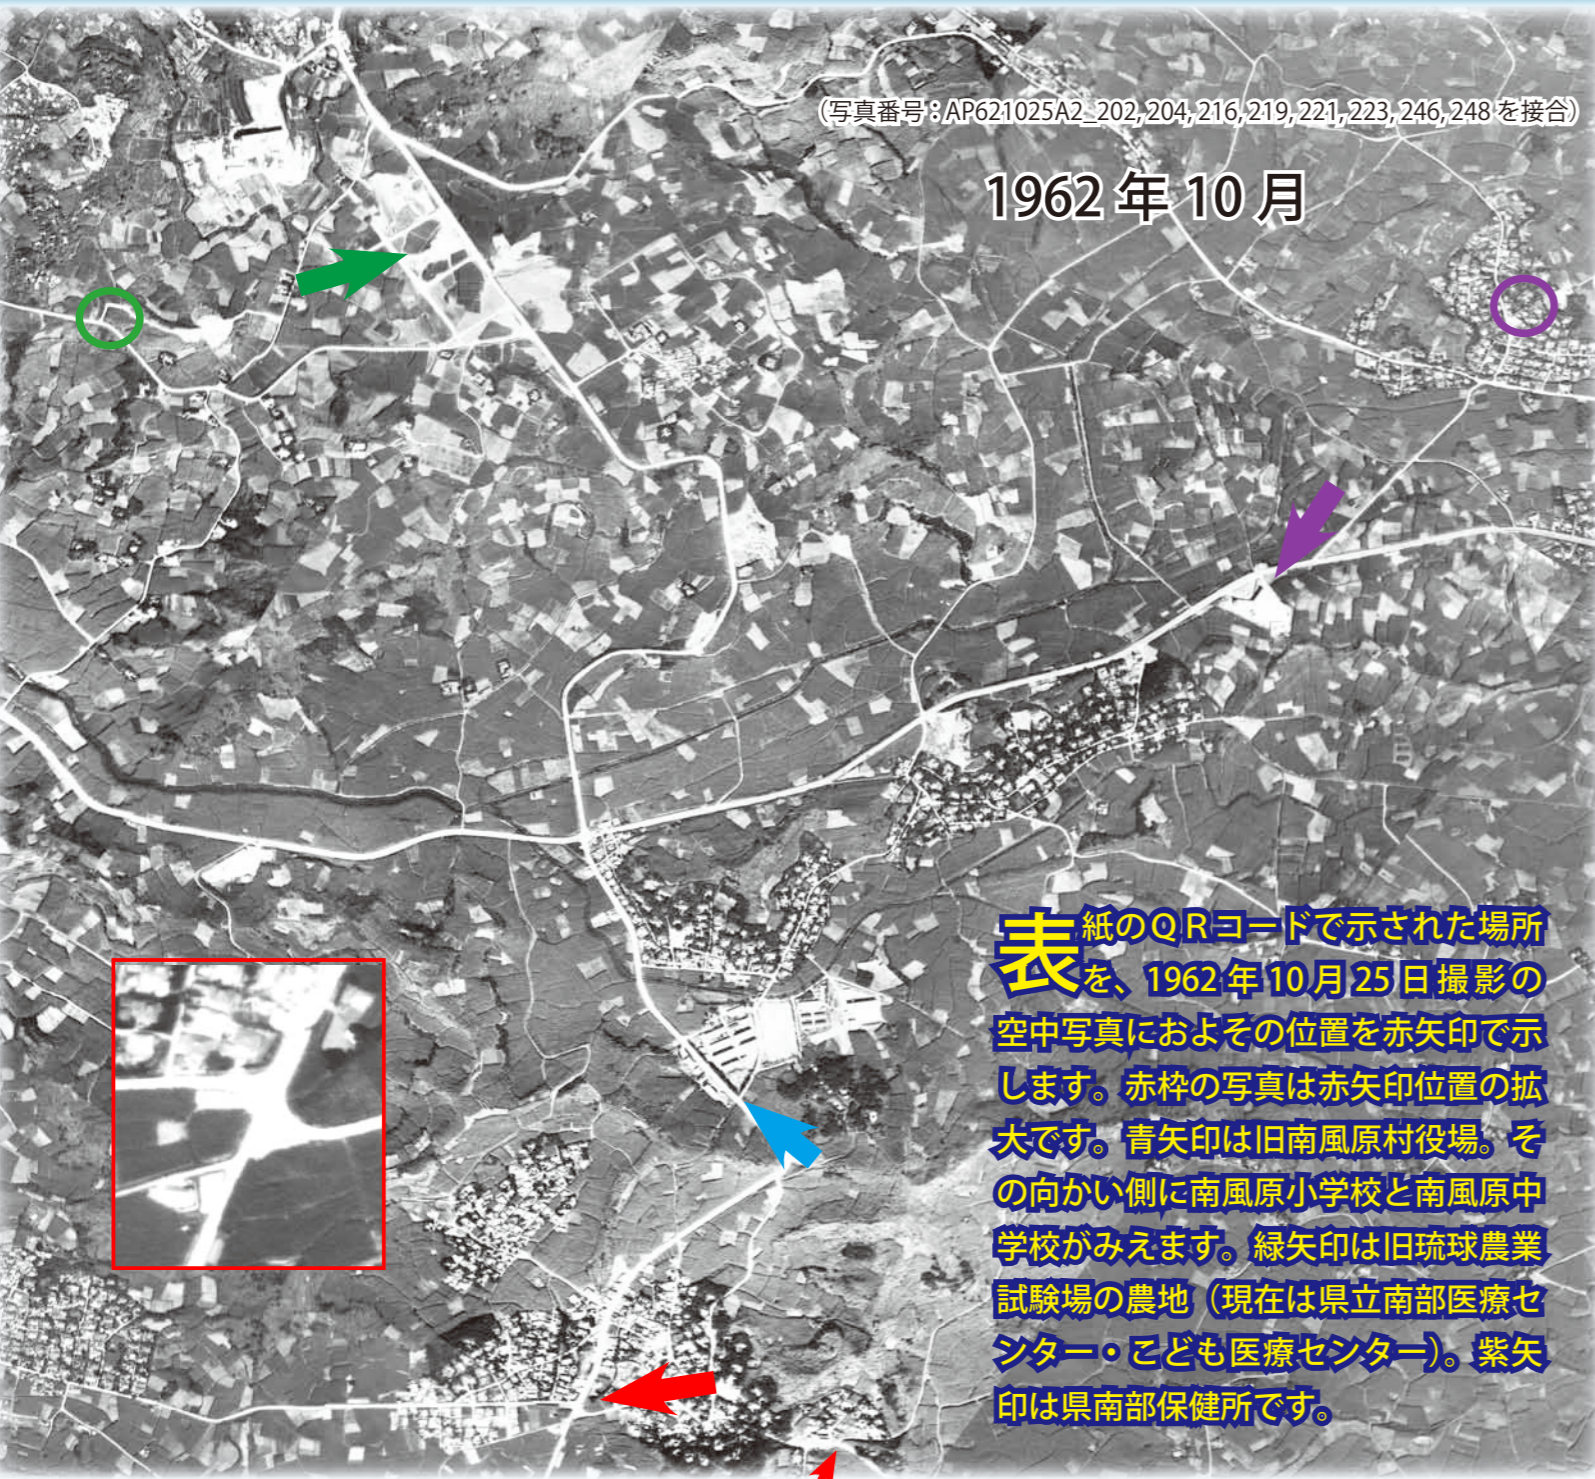 （写真番号：AP621025A2_202, 204, 216, 219, 221, 223, 246, 248 を接合）
1962 年 10 月
表紙のＱＲコードで示された場所
を、1962 年 10 月 25 日撮影の
空中写真におよその位置を赤矢印で示
します。赤枠の写真は赤矢印位置の拡
大です。青矢印は旧南風原村役場。そ
の向かい側に南風原小学校と南風原中
学校がみえます。緑矢印は旧琉球農業
試験場の農地（現在は県立南部医療セ
ンター・こども医療センター）。紫矢
印は県南部保健所です。